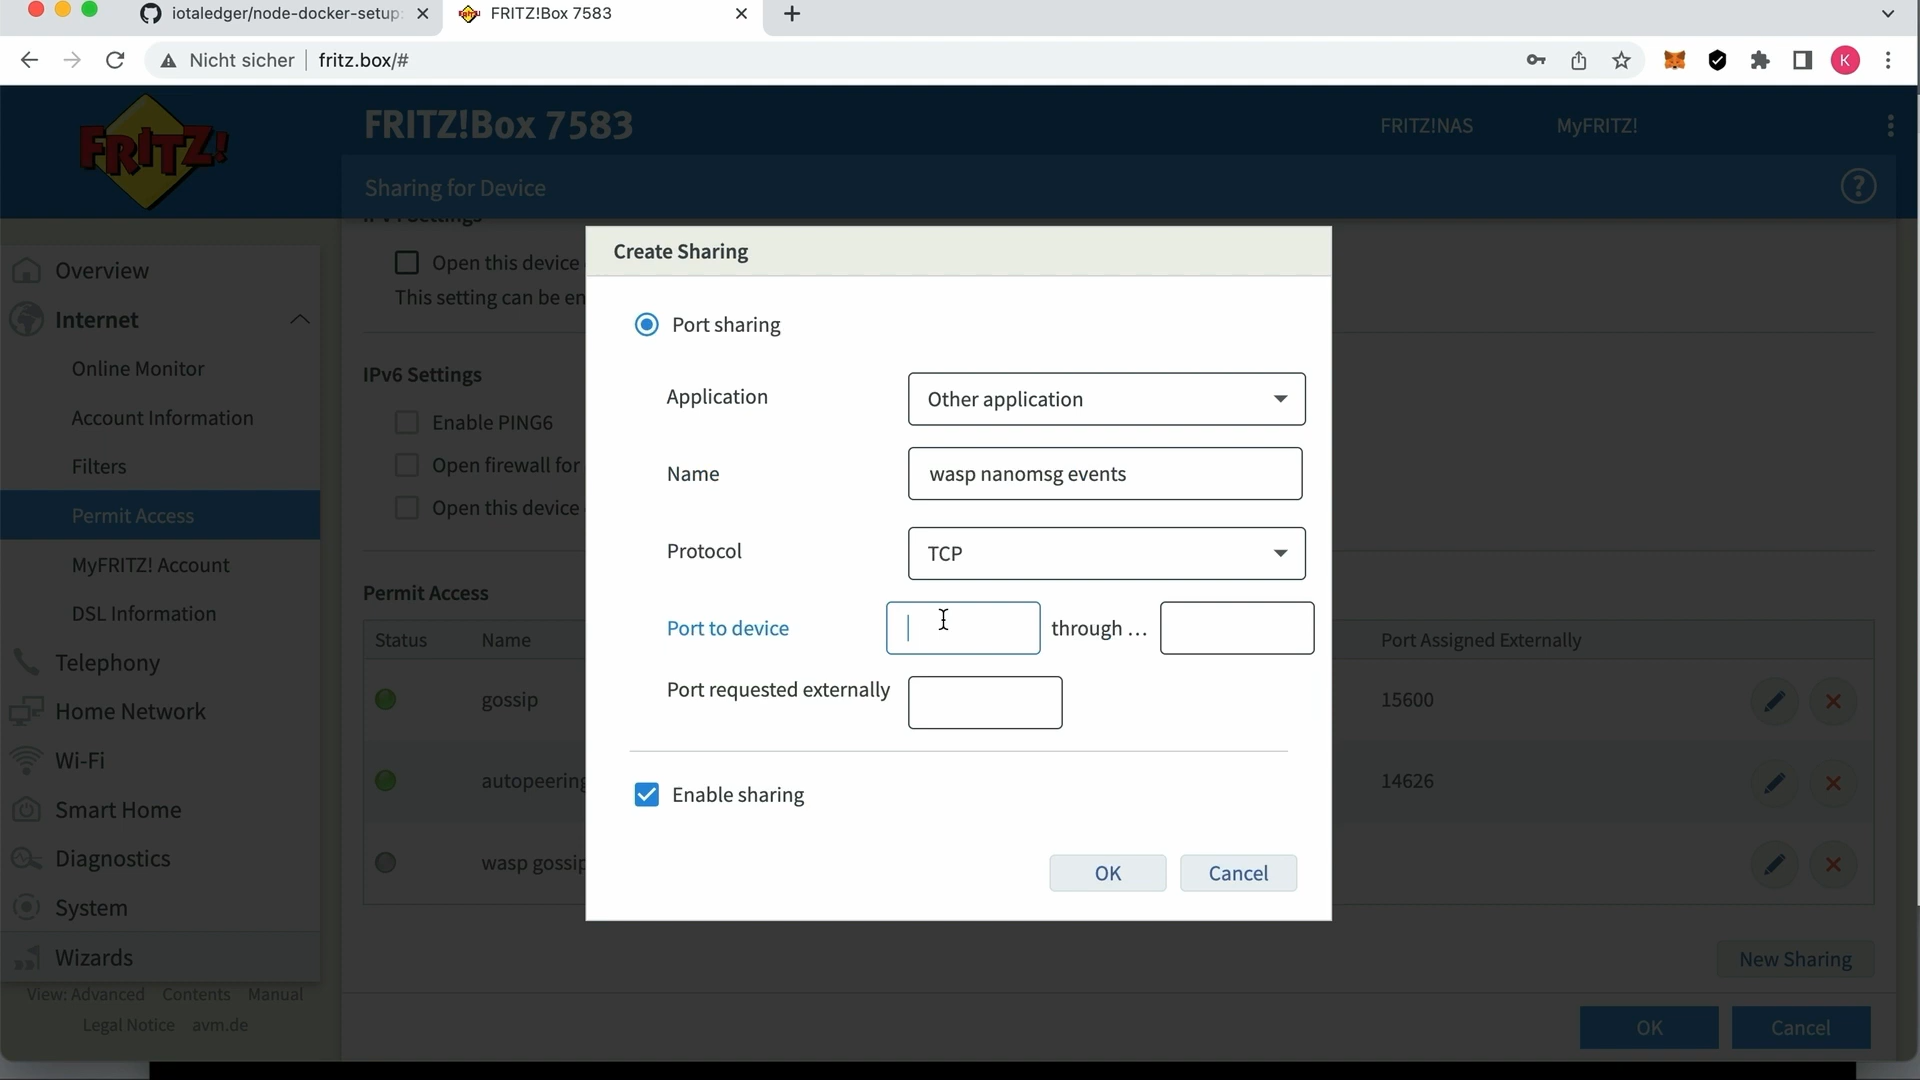 iotaledger/node-docker-setup:
FRITZ!Box 7583
Nicht sicher fritz.box/#
K
FRITZ!
FRITZ!Box 7583
FRITZ!NAS
MyFRITZ!
Sharing for Device
?
Overview
Internet
Online Monitor
Account Information
Filters
Permit Access
MyFRITZ! Account
DSL Information
Telephony
Home Network
Wi-Fi
Smart Home
Diagnostics
System
Wizards
View: Advanced Contents Manual
Legal Notice avm.de
IPv4 Settings
Open this device
This setting can be en
IPv6 Settings
Enable PING6
Open firewall for
Open this device
Permit Access
Status Name Port Assigned Externally
gossip 15600
autopeering 14626
wasp gossip
New Sharing
OK Cancel
Create Sharing
Port sharing
Application Other application
Name wasp nanomsg events
Protocol TCP
Port to device through ...
Port requested externally
Enable sharing
OK Cancel